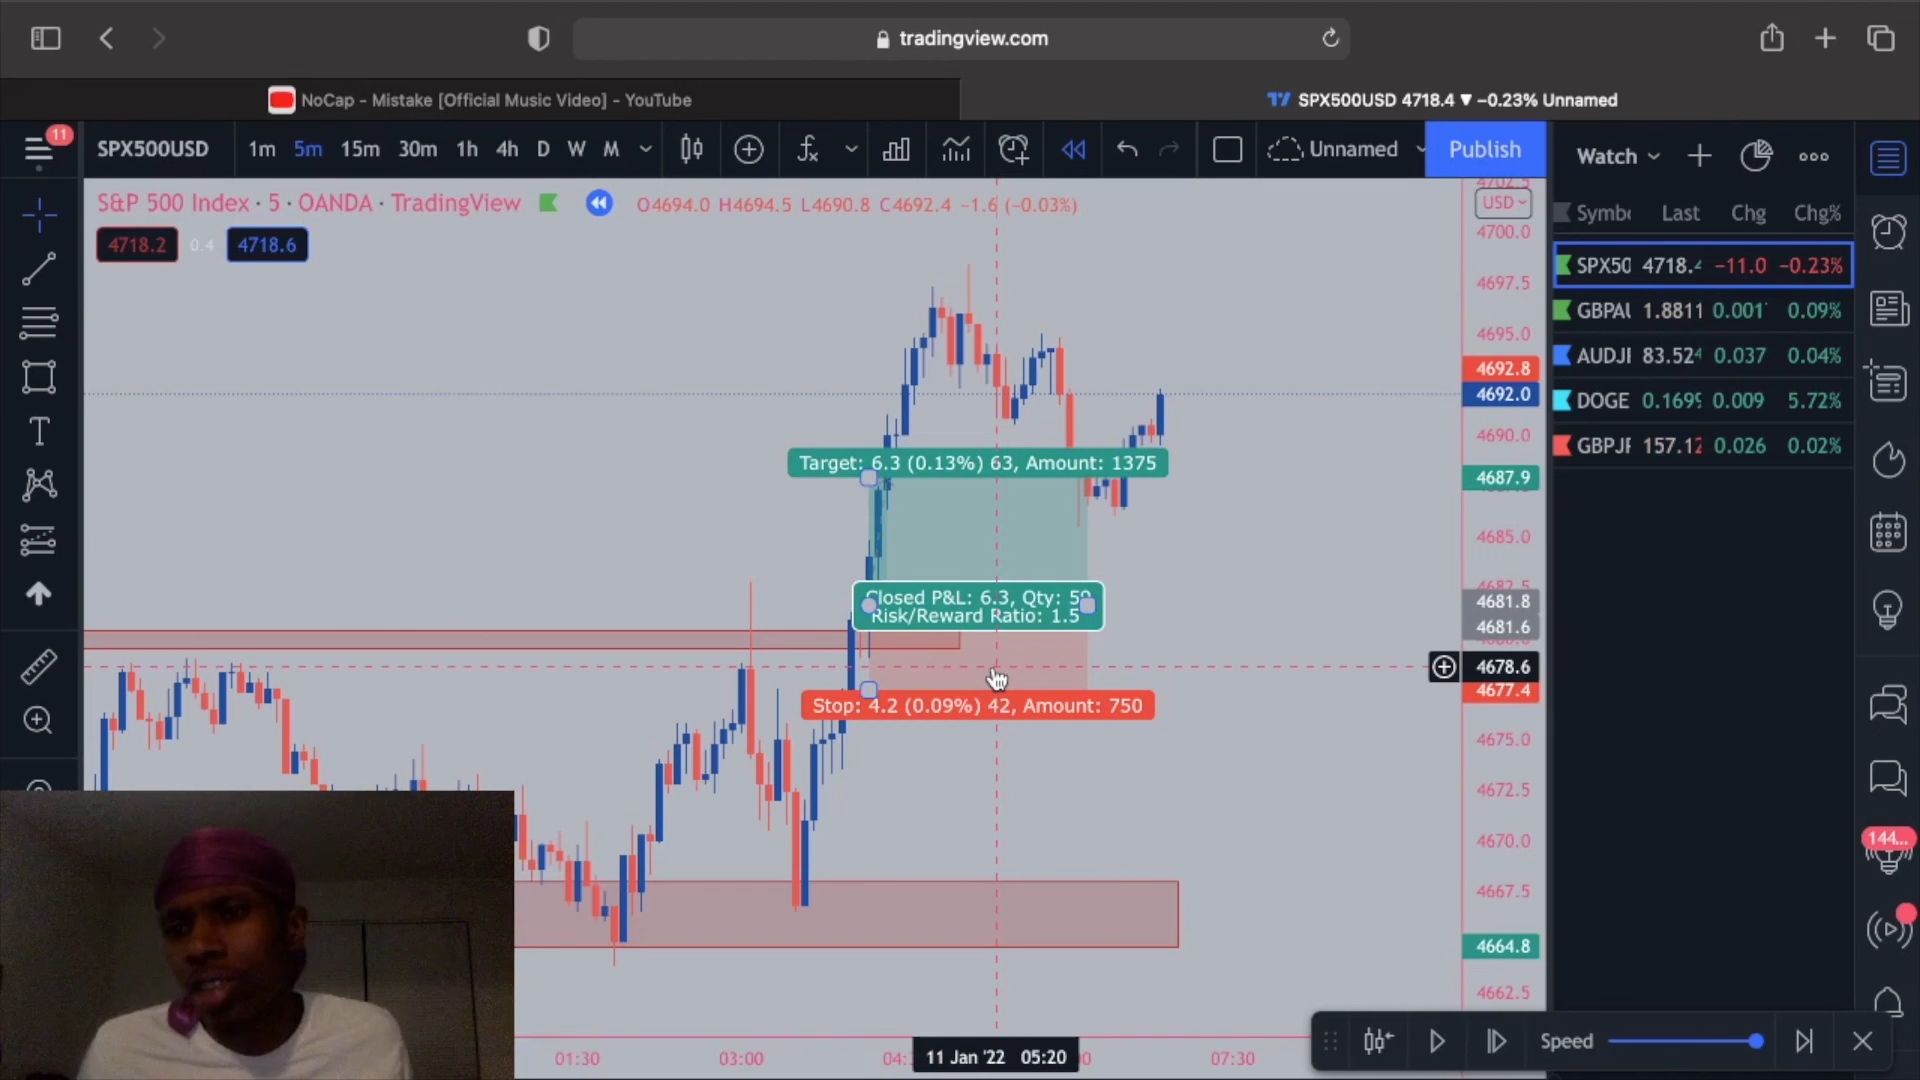 tradingview.com
NoCap - Mistake [Official Music Video] - YouTube
SPX500USD 4718.4 ▼ −0.23% Unnamed
11
SPX500USD 1m 5m 15m 30m 1h 4h D W M
Unnamed
Publish
Watch
S&P 500 Index · 5 · OANDA · TradingView
O4694.0 H4694.5 L4690.8 C4692.4 −1.6 (−0.03%)
4718.2 0.4 4718.6
USD
Last Chg Chg%
SPX50 4718. −11.0 −0.23%
GBPAU 1.8811 0.001 0.09%
AUDJP 83.52 0.037 0.04%
DOGE 0.169 0.009 5.72%
GBPJP 157.12 0.026 0.02%
4702.5
4700.0
4697.5
4695.0
4692.8
4692.0
4690.0
4687.9
4685.0
4682.5
4681.8
4681.6
4678.6
4677.4
4675.0
4672.5
4670.0
4667.5
4664.8
4662.5
Target: 6.3 (0.13%) 63, Amount: 1375
Closed P&L: 6.3, Qty: 59
Risk/Reward Ratio: 1.5
Stop: 4.2 (0.09%) 42, Amount: 750
144...
01:30 03:00 11 Jan '22 05:20 07:30
Speed